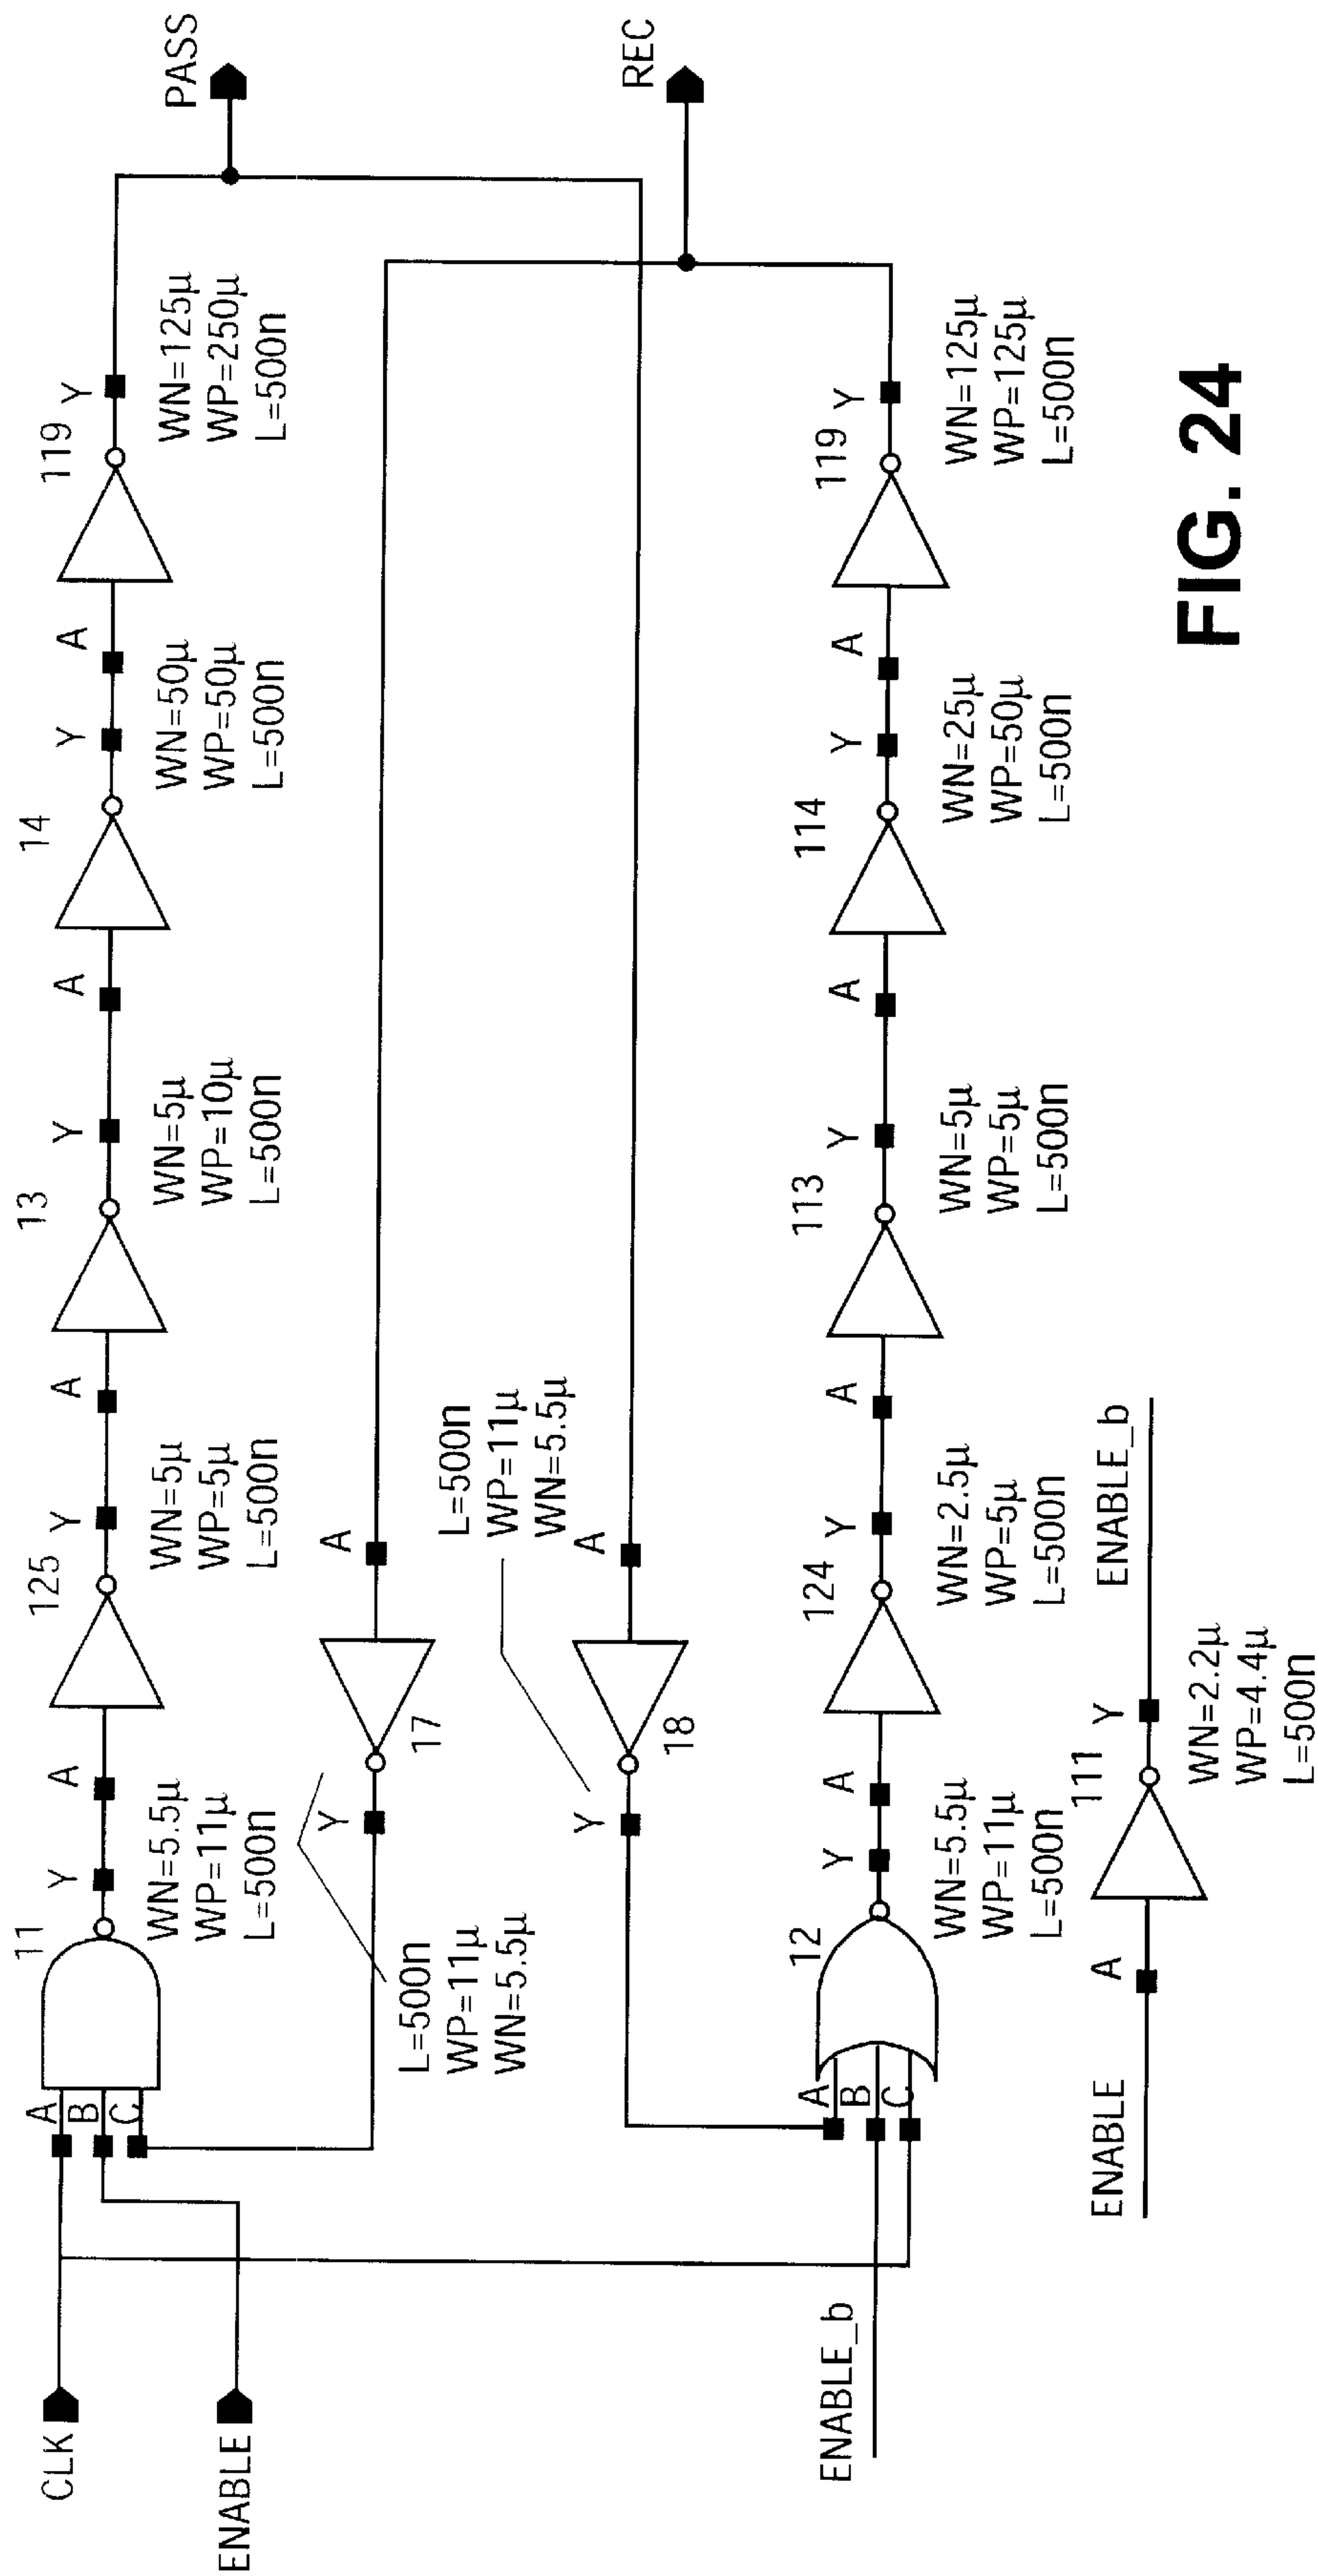 CLK
ENABLE
A
B
C
11
Y
WN=5.5µ
WP=11µ
L=500n
A
125
Y
WN=5µ
WP=5µ
L=500n
A
13
Y
WN=5µ
WP=10µ
L=500n
A
14
Y
WN=50µ
WP=50µ
L=500n
A
119
Y
WN=125µ
WP=250µ
L=500n
PASS
L=500n
WP=11µ
WN=5.5µ
Y
17
A
Y
18
L=500n
WP=11µ
WN=5.5µ
A
REC
ENABLE_b
A
B
C
12
Y
WN=5.5µ
WP=11µ
L=500n
A
124
Y
WN=2.5µ
WP=5µ
L=500n
A
113
Y
WN=5µ
WP=5µ
L=500n
A
114
Y
WN=25µ
WP=50µ
L=500n
A
119
Y
WN=125µ
WP=125µ
L=500n
ENABLE
A
111
Y
WN=2.2µ
WP=4.4µ
L=500n
ENABLE_b
FIG. 24